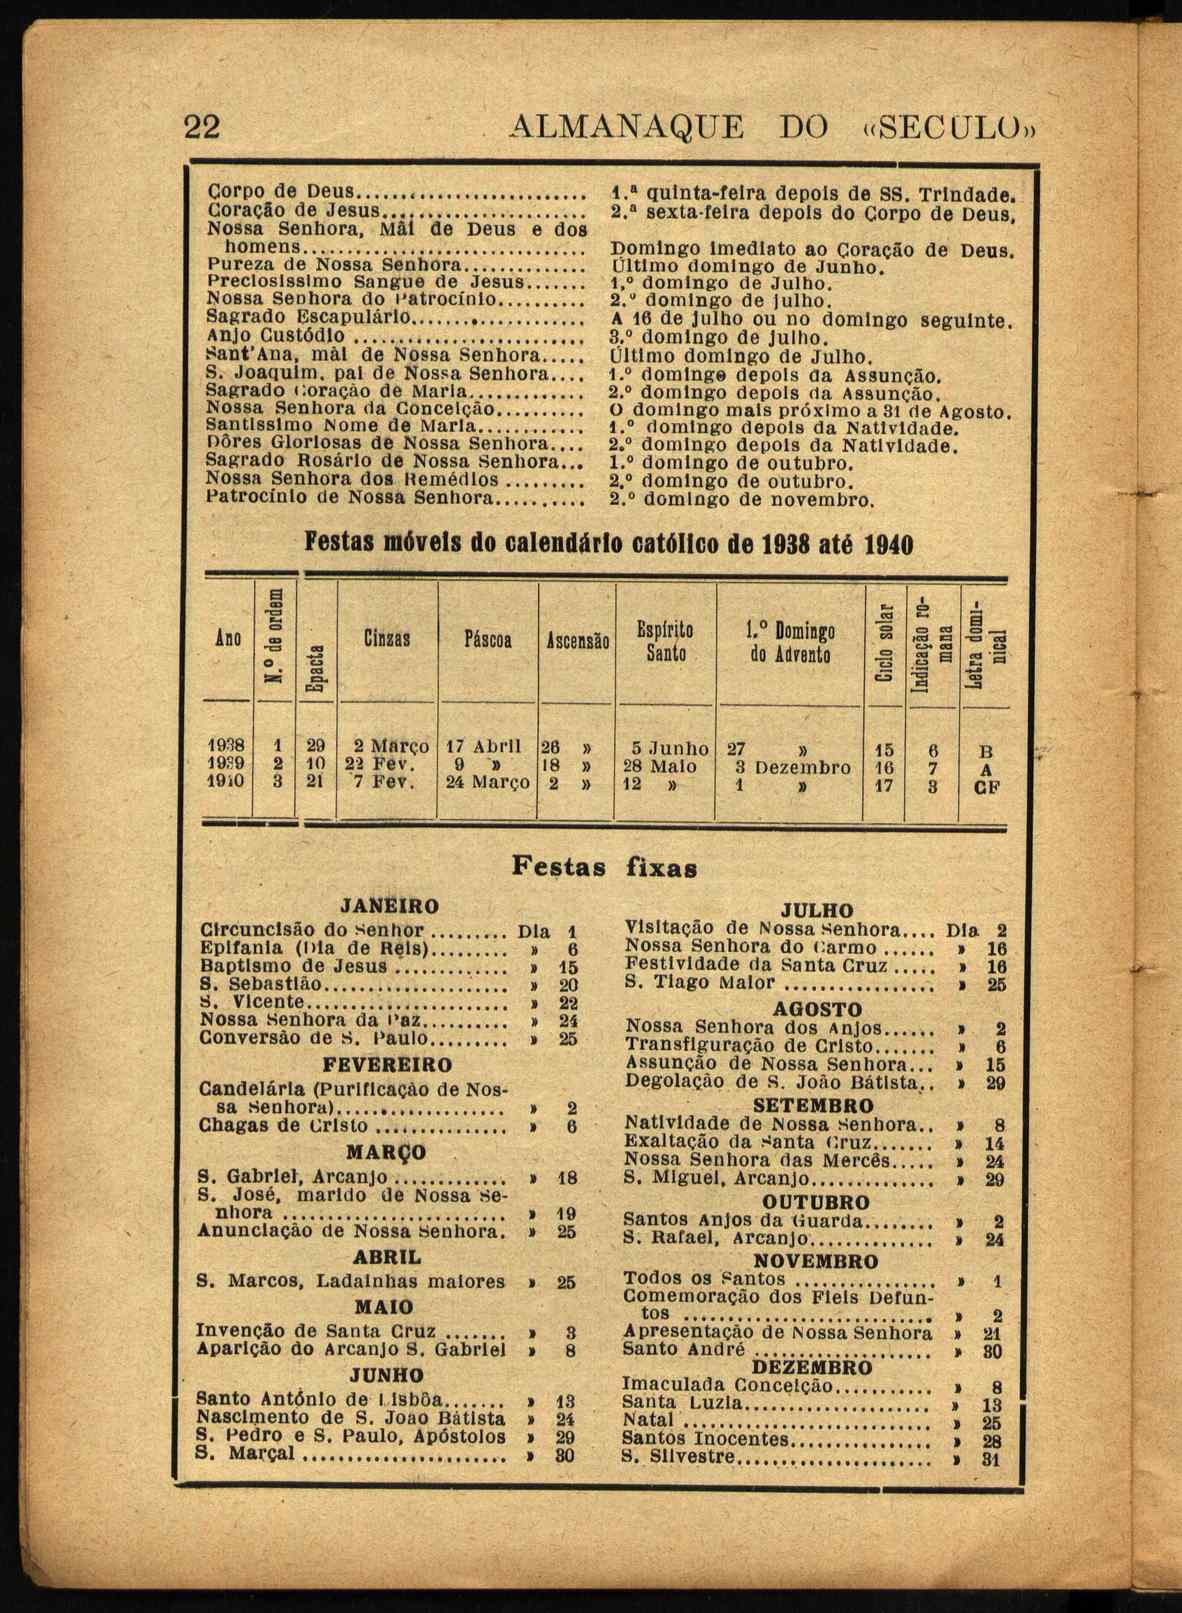 22 ALMANAQUE DO «SECULO»
Corpo de Deus.......................... 1.ª quinta-feira depois de SS. Trindade.
Coração de Jesus....................... 2.ª sexta-feira depois do Corpo de Deus.
Nossa Senhora, Mãi de Deus e dos
homens................................ Domingo imediato ao Coração de Deus.
Pureza de Nossa Senhora.............. Último domingo de Junho.
Preciosissimo Sangue de Jesus....... 1.º domingo de Julho.
Nossa Senhora do Patrocínio.......... 2.º domingo de julho.
Sagrado Escapulário.................... A 16 de julho ou no domingo seguinte.
Anjo Custódio .......................... 3.º domingo de julho.
Sant'Ana, mãi de Nossa Senhora..... Último domingo de Julho.
S. Joaquim, pai de Nossa Senhora.... 1.º domingo depois da Assunção.
Sagrado Coração de Maria............. 2.º domingo depois da Assunção.
Nossa Senhora da Conceição.......... O domingo mais próximo a 31 de Agosto.
Santissimo Nome de Maria............ 1.º domingo depois da Natividade.
Dôres Gloriosas de Nossa Senhora.... 2.º domingo depois da Natividade.
Sagrado Rosário de Nossa Senhora... 1.º domingo de outubro.
Nossa Senhora dos Remédios ......... 2.º domingo de outubro.
Patrocínio de Nossa Senhora.......... 2.º domingo de novembro.
Festas móveis do calendário católico de 1938 até 1940
Ano N.º de ordem Epacta Cinzas Páscoa Ascensão Espírito Santo 1.º Domingo do Advento Ciclo solar Indicação romana Letra dominical
1938 1 29 2 Março 17 Abril 26 » 5 Junho 27 » 15 6 B
1939 2 10 22 Fev. 9 » 18 » 28 Maio 3 Dezembro 16 7 A
1940 3 21 7 Fev. 24 Março 2 » 12 » 1 » 17 8 GF
Festas fixas
JANEIRO
Circuncisão do Senhor ......... Dia 1
Epifania (Dia de Reis)......... » 6
Baptismo de Jesus ............. » 15
S. Sebastião..................... » 20
S. Vicente....................... » 22
Nossa Senhora da Paz.......... » 24
Conversão de S. Paulo......... » 25
FEVEREIRO
Candelária (Purificação de Nos-
sa Senhora)................... » 2
Chagas de Cristo ............... » 6
MARÇO
S. Gabriel, Arcanjo ............. » 18
S. José, marido de Nossa Se-
nhora ......................... » 19
Anunciação de Nossa Senhora. » 25
ABRIL
S. Marcos, Ladainhas maiores » 25
MAIO
Invenção de Santa Cruz ....... » 3
Aparição do Arcanjo S. Gabriel » 8
JUNHO
Santo António de Lisbôa....... » 13
Nascimento de S. João Bátista » 24
S. Pedro e S. Paulo, Apóstolos » 29
S. Marçal ....................... » 30
JULHO
Visitação de Nossa Senhora.... Dia 2
Nossa Senhora do Carmo ...... » 16
Festividade da Santa Cruz ..... » 16
S. Tiago Maior ................. » 25
AGOSTO
Nossa Senhora dos Anjos...... » 2
Transfiguração de Cristo....... » 6
Assunção de Nossa Senhora... » 15
Degolação de S. João Bátista.. » 29
SETEMBRO
Natividade de Nossa Senhora.. » 8
Exaltação da Santa Cruz....... » 14
Nossa Senhora das Mercês..... » 24
S. Miguel, Arcanjo.............. » 29
OUTUBRO
Santos Anjos da Guarda........ » 2
S. Rafael, Arcanjo.............. » 24
NOVEMBRO
Todos os Santos ................ » 1
Comemoração dos Fieis Defun-
tos ............................ » 2
Apresentação de Nossa Senhora » 21
Santo André .................... » 30
DEZEMBRO
Imaculada Conceição........... » 8
Santa Luzia..................... » 13
Natal ........................... » 25
Santos Inocentes................ » 28
S. Silvestre...................... » 31